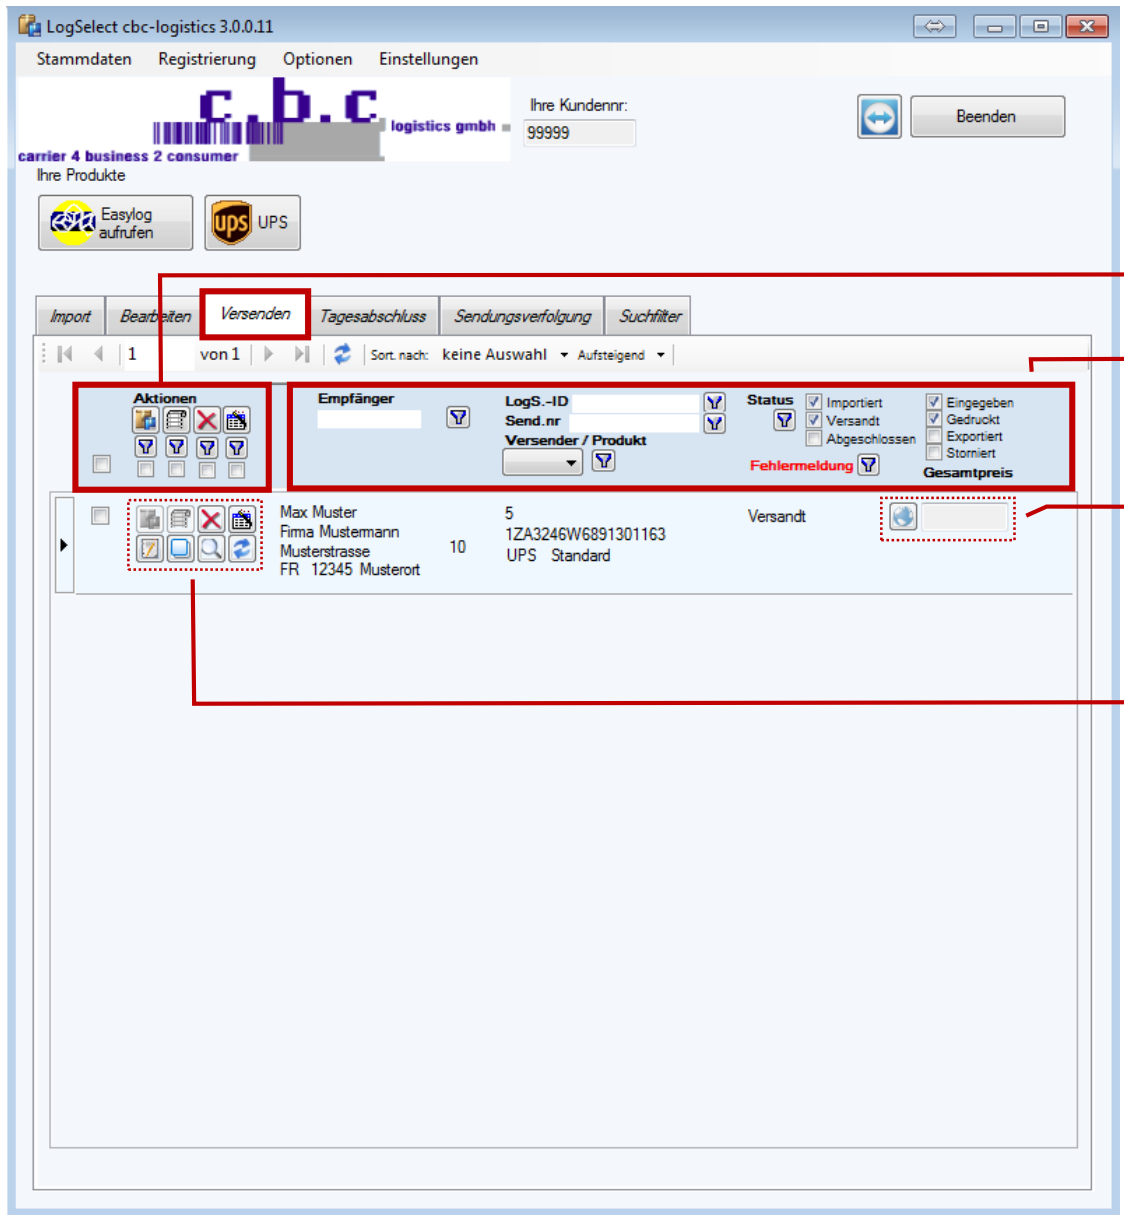 LogSelect cbc-logistics 3.0.0.11
Stammdaten Registrierung Optionen Einstellungen
c.b.c
logistics gmbh
carrier 4 business 2 consumer
Ihre Kundennr:
99999
Beenden
Ihre Produkte
Easylog
aufrufen
ups UPS
Import Bearbeiten Versenden Tagesabschluss Sendungsverfolgung Suchfilter
1 von 1 Sort. nach: keine Auswahl Aufsteigend
Aktionen
Empfänger
LogS.-ID
Send.nr
Versender / Produkt
Status
Importiert
Versandt
Abgeschlossen
Eingegeben
Gedruckt
Exportiert
Storniert
Fehlermeldung
Gesamtpreis
Max Muster
Firma Mustermann
Musterstrasse
FR 12345 Musterort
10
5
1ZA3246W6891301163
UPS Standard
Versandt